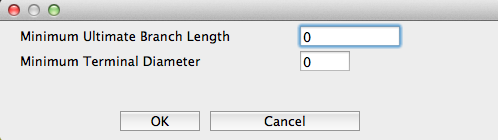 Minimum Ultimate Branch Length 0
Minimum Terminal Diameter 0
OK Cancel